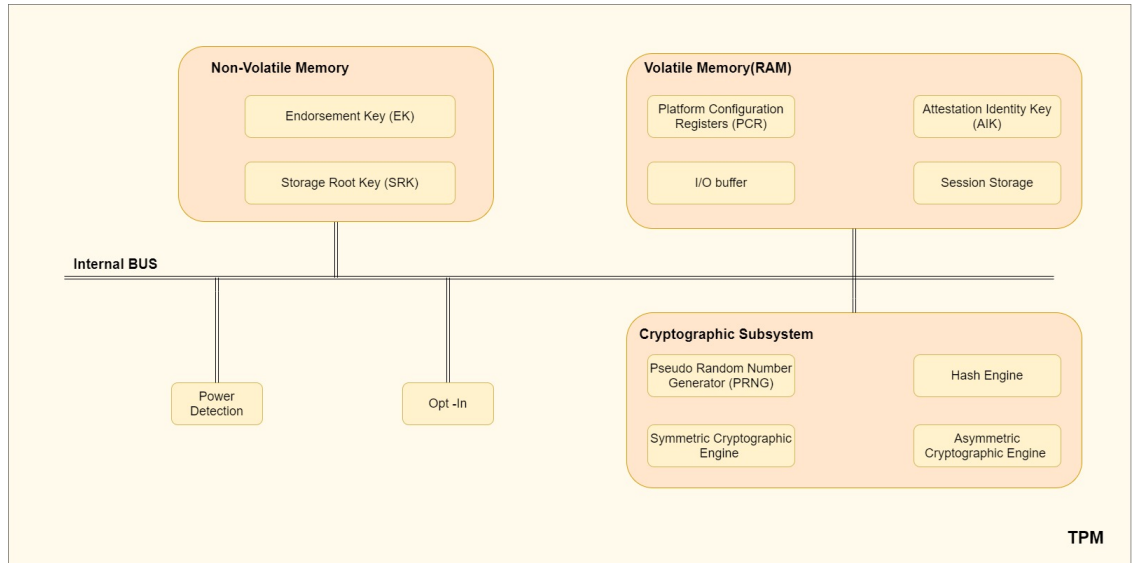 Non-Volatile Memory
Endorsement Key (EK)
Storage Root Key (SRK)
Volatile Memory(RAM)
Platform Configuration
Registers (PCR)
Attestation Identity Key
(AIK)
I/O buffer
Session Storage
Internal BUS
Power
Detection
Opt -In
Cryptographic Subsystem
Pseudo Random Number
Generator (PRNG)
Hash Engine
Symmetric Cryptographic
Engine
Asymmetric
Cryptographic Engine
TPM